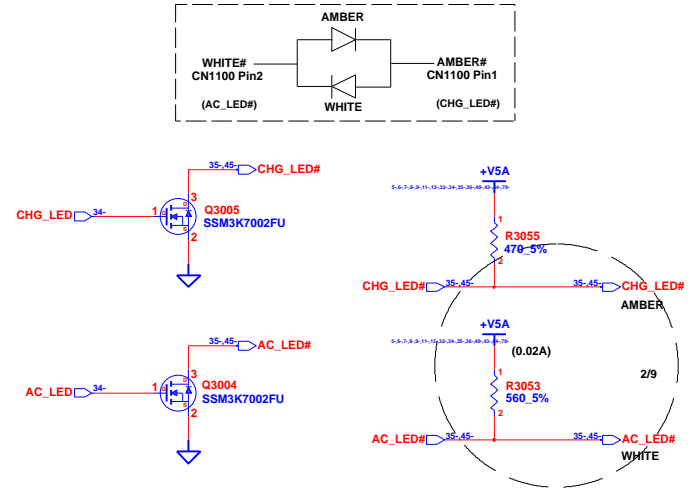 AMBER
WHITE# AMBER#
CN1100 Pin2 CN1100 Pin1
(AC_LED#) WHITE (CHG_LED#)
35-,45- CHG_LED#
+V5A
3
D
Q3005
CHG_LED 34- 1 G
SSM3K7002FU
S
2
1
R3055
470_5%
2
CHG_LED# 35-,45- 35-,45- CHG_LED#
AMBER
+V5A
35-,45- AC_LED#
(0.02A)
3
D
Q3004
AC_LED 34- 1 G
SSM3K7002FU
S
2
1
R3053
560_5%
2
2/9
AC_LED# 35-,45- 35-,45- AC_LED#
WHITE